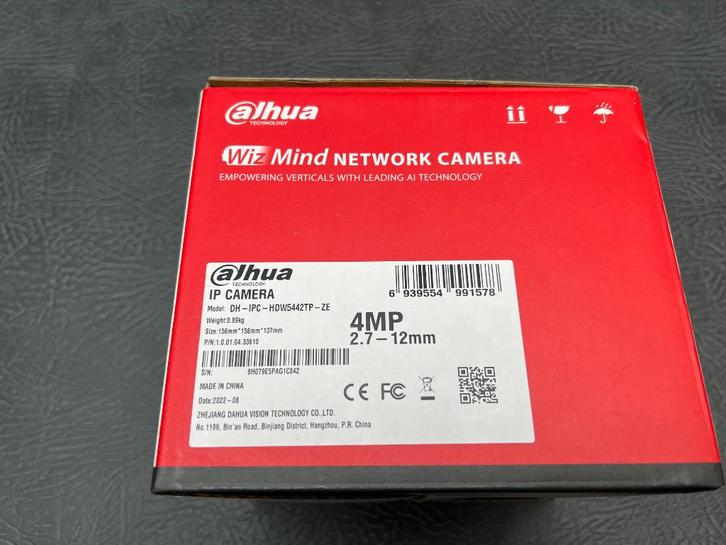 alhua
TECHNOLOGY
Wiz Mind NETWORK CAMERA
EMPOWERING VERTICALS WITH LEADING AI TECHNOLOGY
alhua
TECHNOLOGY
IP CAMERA
Model: DH-IPC-HDW5442TP-ZE
Weight:0.89kg
Size:156mm*156mm*137mm
P/N:1.0.01.04.33610
6 939554 991578
4MP
2.7-12mm
S/N: 8H079E5PAG1C842
MADE IN CHINA
Date:2022-08
CE FC
ZHEJIANG DAHUA VISION TECHNOLOGY CO.,LTD.
No.1199, Bin'an Road, Binjiang District, Hangzhou, P.R. China